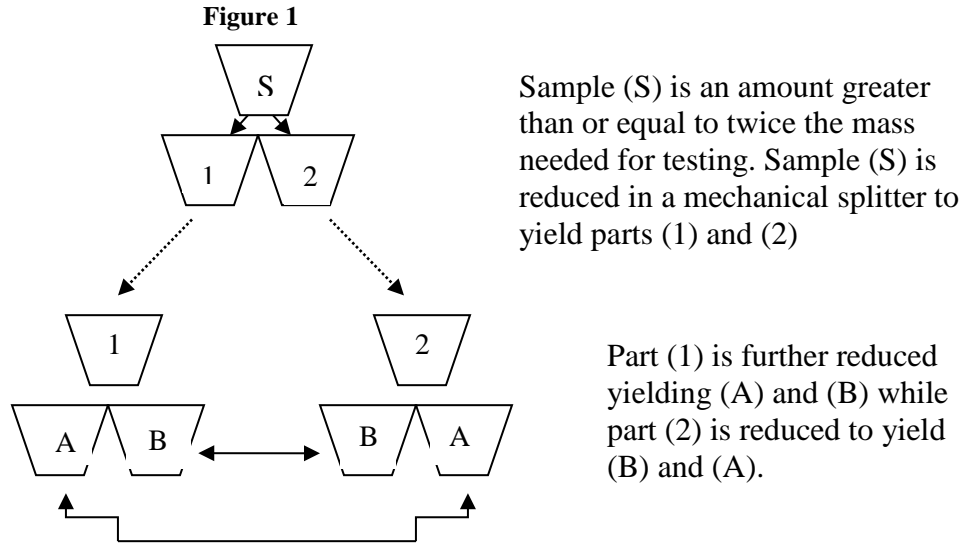 Figure 1
S
Sample (S) is an amount greater
than or equal to twice the mass
needed for testing. Sample (S) is
reduced in a mechanical splitter to
yield parts (1) and (2)
1 2
1 2
Part (1) is further reduced
yielding (A) and (B) while
part (2) is reduced to yield
(B) and (A).
A B B A